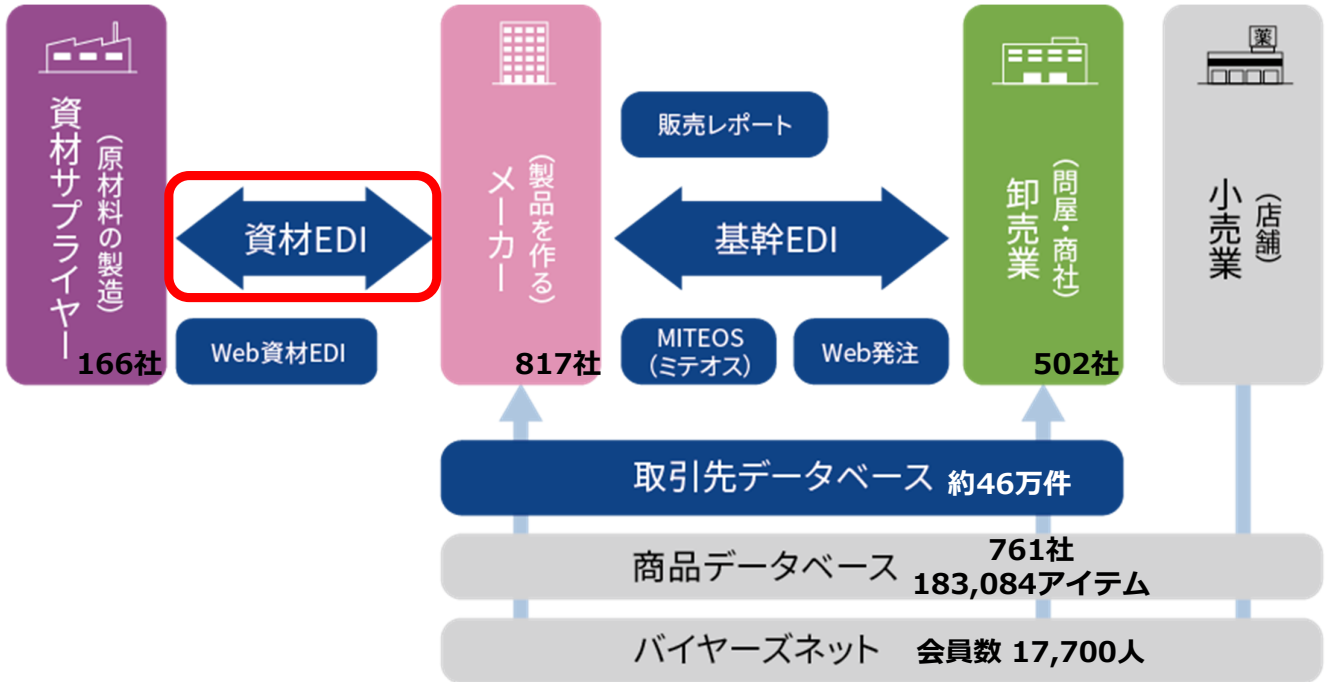 資材サプライヤー
（原材料の製造）
166社
資材EDI
Web資材EDI
（製品を作る）
メーカー
817社
販売レポート
基幹EDI
MITEOS
（ミテオス）
Web発注
（問屋・商社）
卸売業
502社
薬
（店舗）
小売業
取引先データベース 約46万件
商品データベース
761社
183,084アイテム
バイヤーズネット 会員数 17,700人